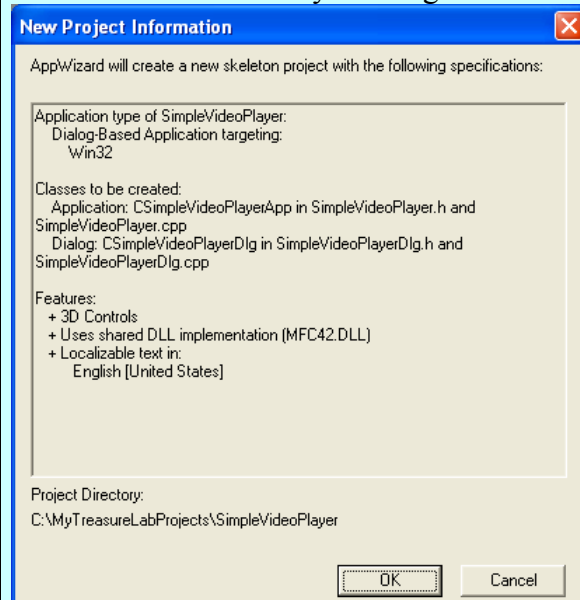 New Project Information
AppWizard will create a new skeleton project with the following specifications:
Application type of SimpleVideoPlayer:
Dialog-Based Application targeting:
Win32
Classes to be created:
Application: CSimpleVideoPlayerApp in SimpleVideoPlayer.h and
SimpleVideoPlayer.cpp
Dialog: CSimpleVideoPlayerDlg in SimpleVideoPlayerDlg.h and
SimpleVideoPlayerDlg.cpp
Features:
+ 3D Controls
+ Uses shared DLL implementation (MFC42.DLL)
+ Localizable text in:
English [United States]
Project Directory:
C:\MyTreasureLabProjects\SimpleVideoPlayer
OK Cancel